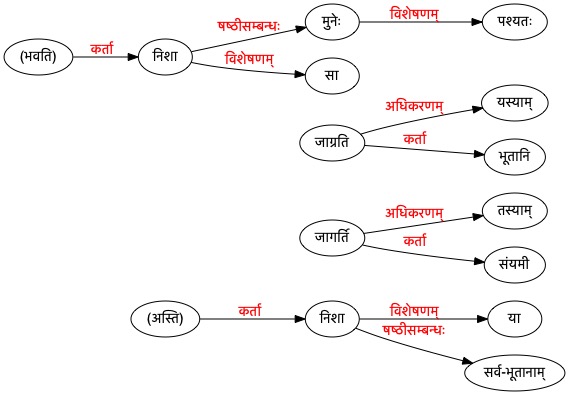 षष्ठीसम्बन्धः
मुनेः
विशेषणम्
पश्यतः
(भवति)
कर्ता
निशा
विशेषणम्
सा
अधिकरणम्
यस्याम्
जाग्रति
कर्ता
भूतानि
अधिकरणम्
तस्याम्
जागर्ति
कर्ता
संयमी
(अस्ति)
कर्ता
निशा
विशेषणम्
या
षष्ठीसम्बन्धः
सर्व-भूतानाम्